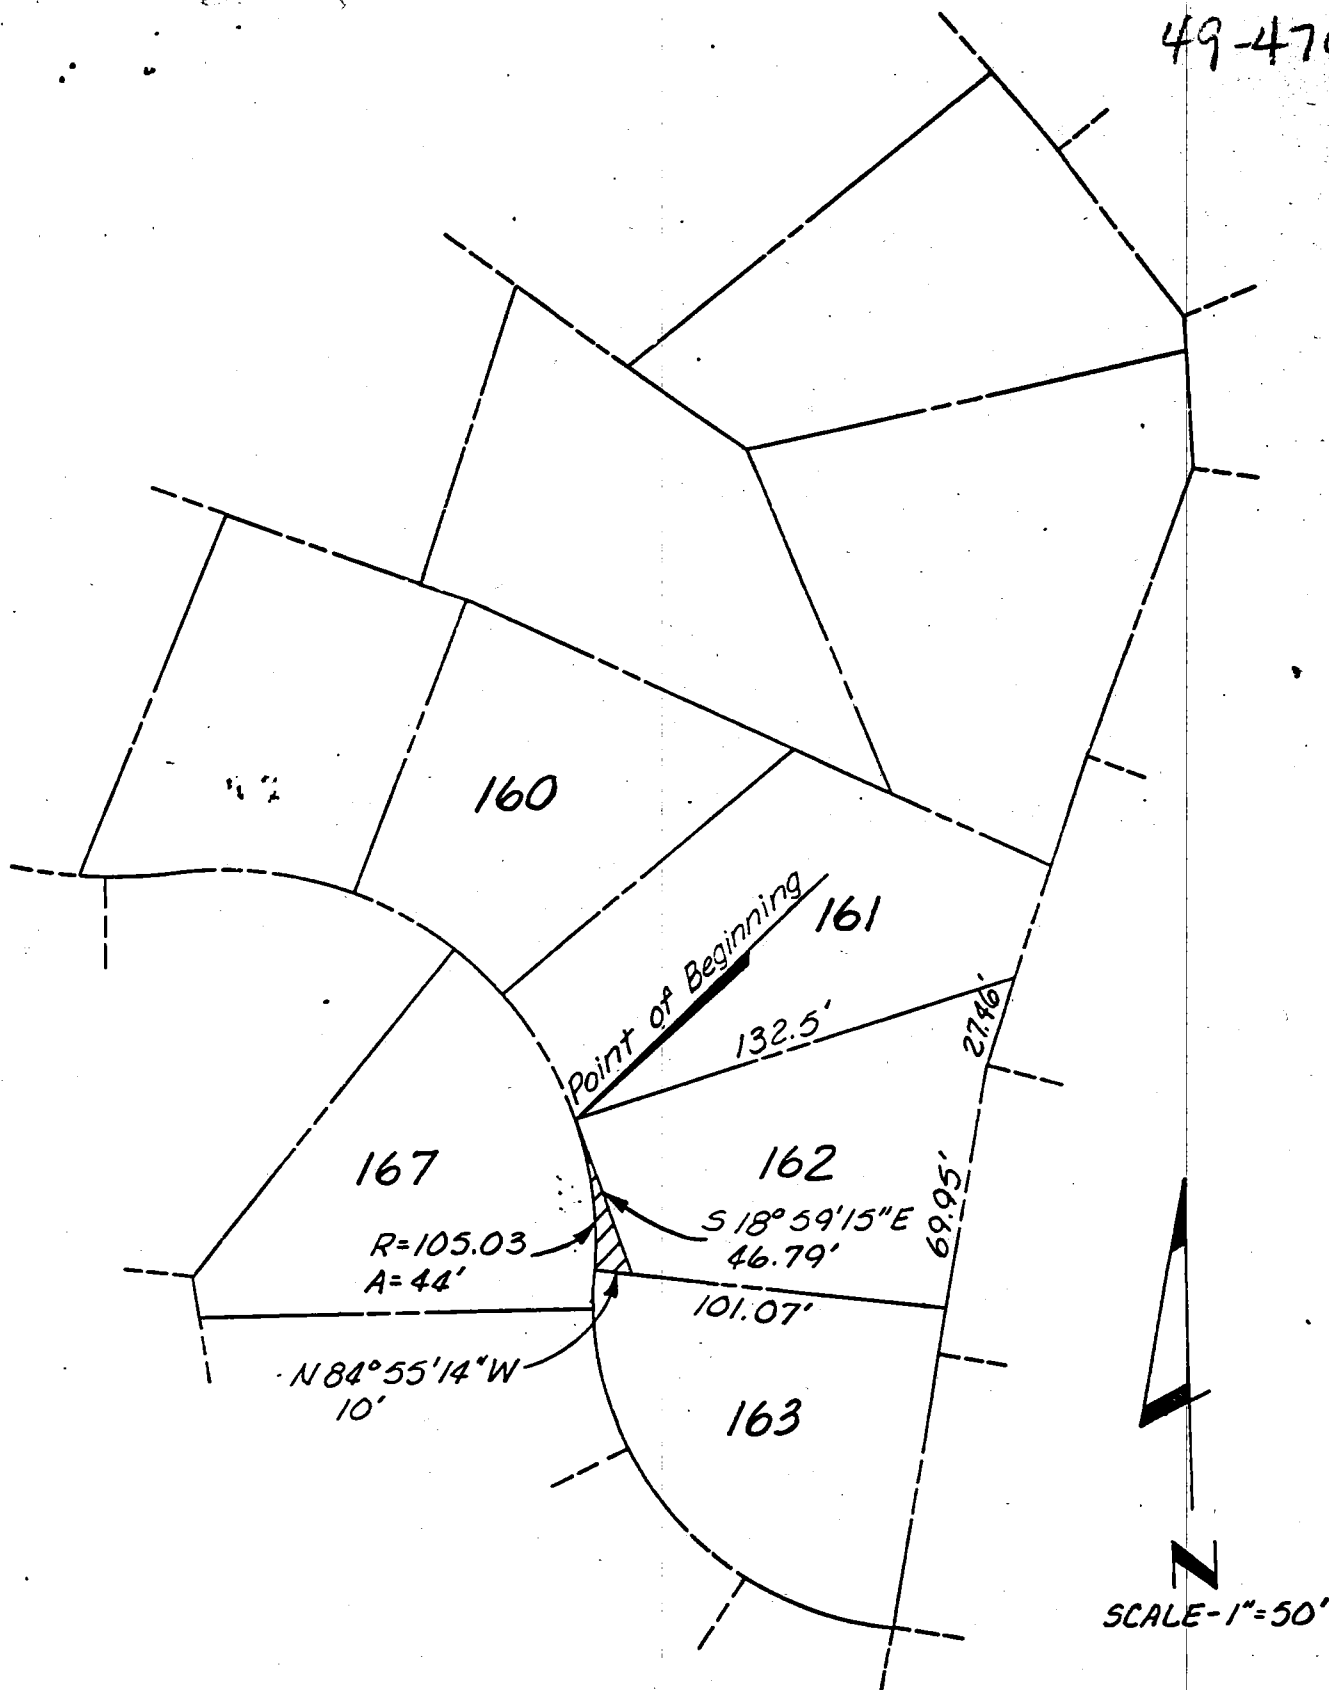 49-47
160
161
Point of Beginning
132.5'
27.46'
167
162
S 18° 59' 15" E
46.79'
69.95'
R=105.03
A=44'
101.07'
N 84° 55' 14" W
10'
163
N
SCALE-1"=50'